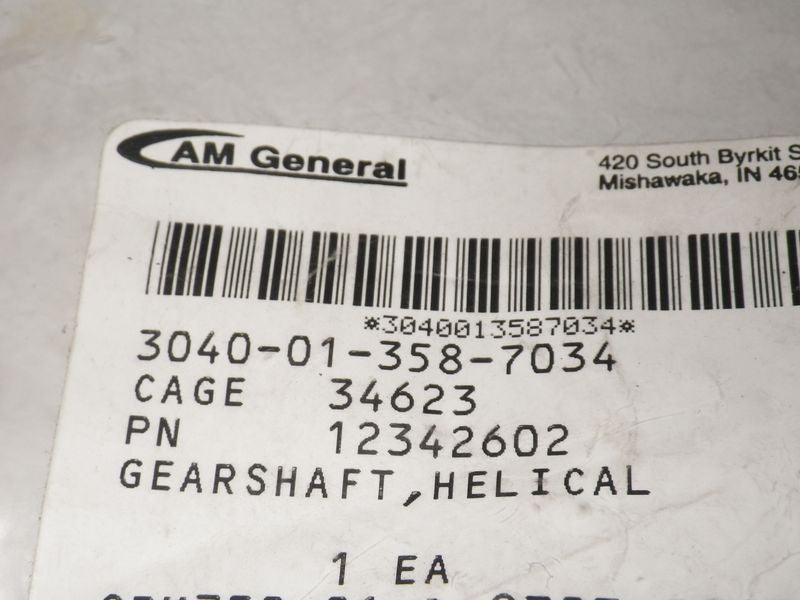 AM General
420 South Byrkit
Mishawaka, IN
*3040013587034*
3040-01-358-7034
CAGE 34623
PN 12342602
GEARSHAFT,HELICAL
1 EA